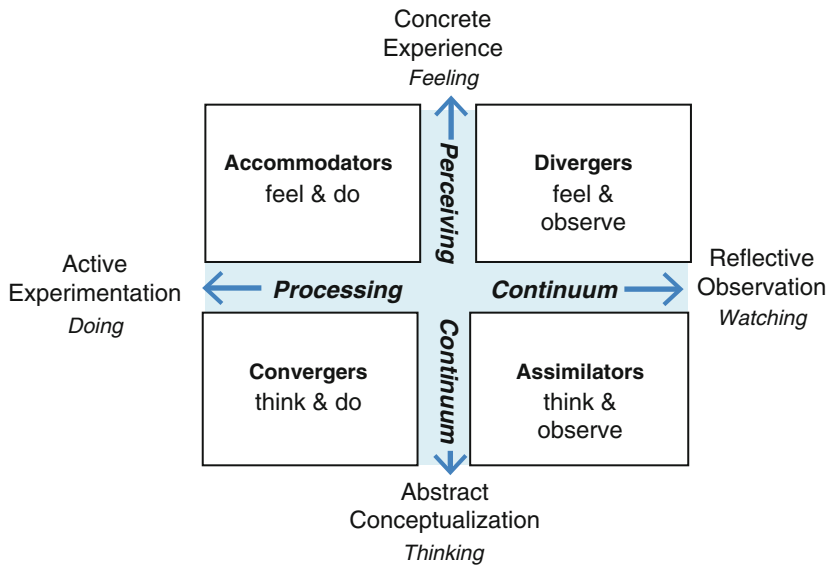 Concrete
Experience
Feeling
Accommodators
feel & do
Perceiving
Divergers
feel &
observe
Active
Experimentation
Doing
Processing
Continuum
Reflective
Observation
Watching
Convergers
think & do
Continuum
Assimilators
think &
observe
Abstract
Conceptualization
Thinking